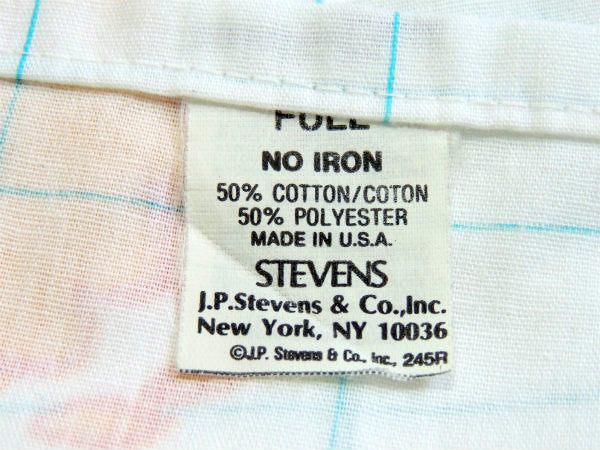 FULL
NO IRON
50% COTTON/COTON
50% POLYESTER
MADE IN U.S.A.
STEVENS
J.P.Stevens & Co.,Inc.
New York, NY 10036
©J.P. Stevens & Co., Inc., 245R